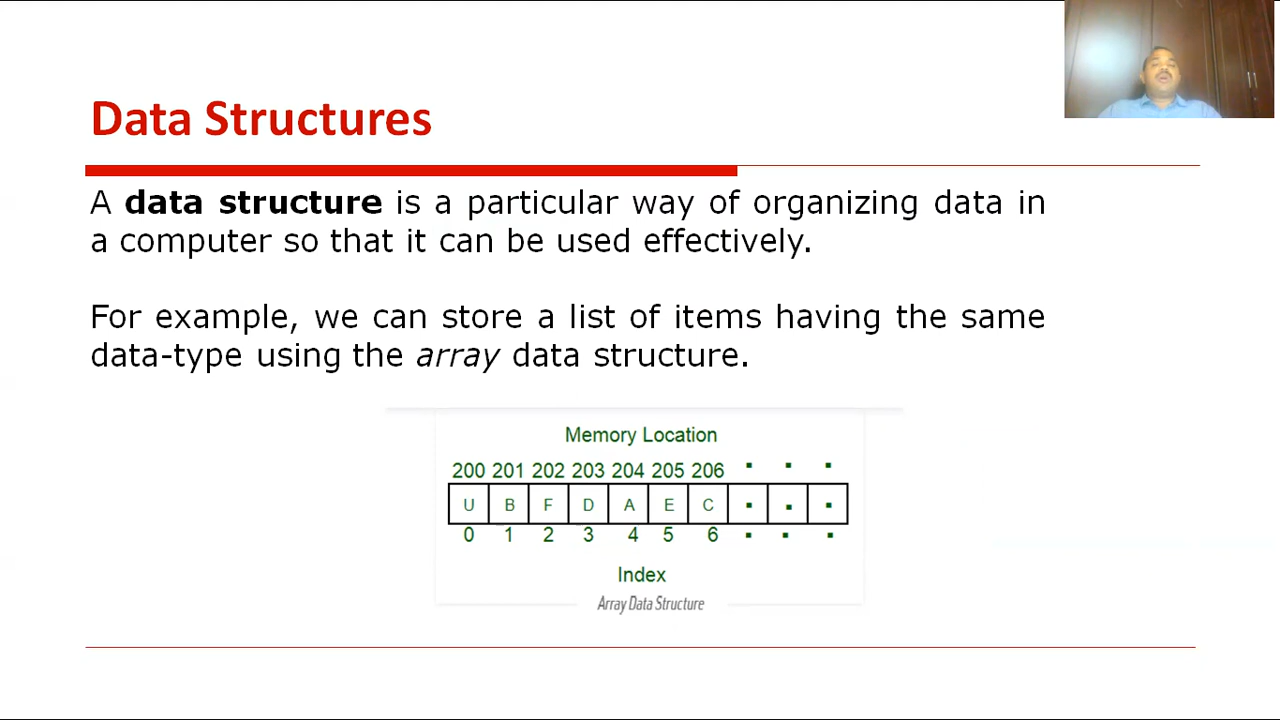 Data Structures
A data structure is a particular way of organizing data in
a computer so that it can be used effectively.
For example, we can store a list of items having the same
data-type using the array data structure.
Memory Location
200 201 202 203 204 205 206 . . .
U B F D A E C . . .
0 1 2 3 4 5 6 . . .
Index
Array Data Structure